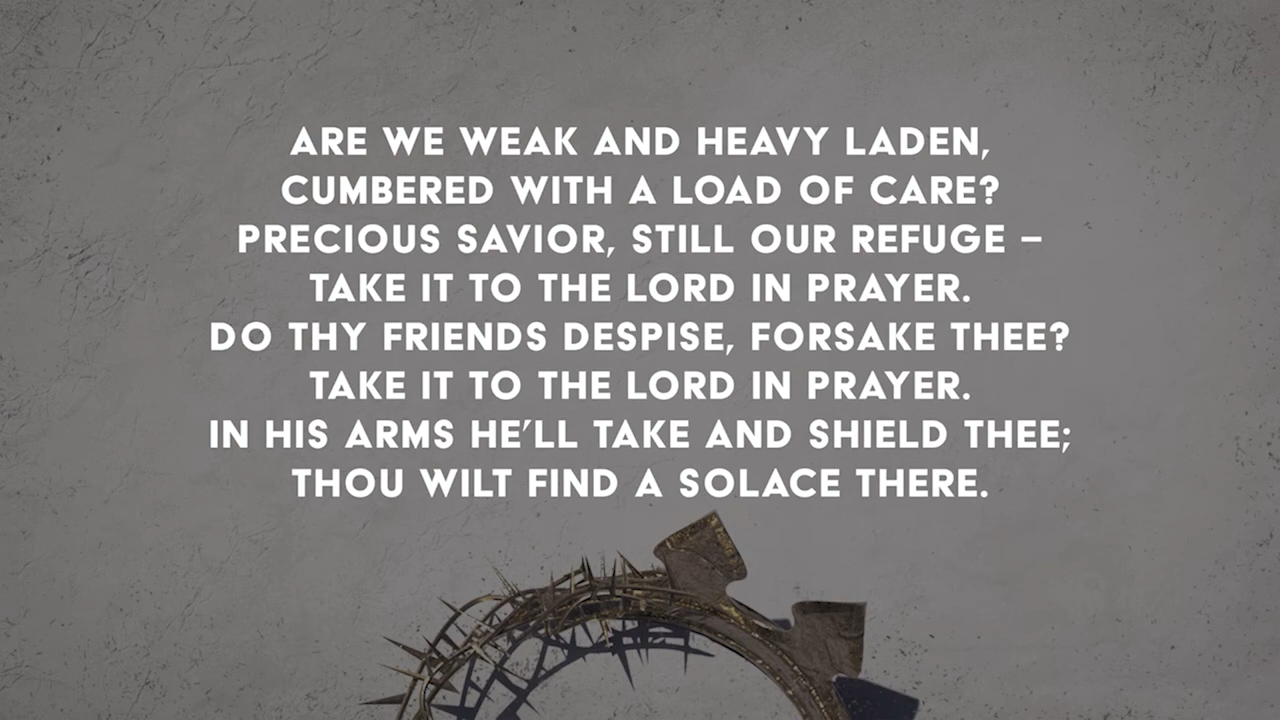 ARE WE WEAK AND HEAVY LADEN,
CUMBERED WITH A LOAD OF CARE?
PRECIOUS SAVIOR, STILL OUR REFUGE –
TAKE IT TO THE LORD IN PRAYER.
DO THY FRIENDS DESPISE, FORSAKE THEE?
TAKE IT TO THE LORD IN PRAYER.
IN HIS ARMS HE’LL TAKE AND SHIELD THEE;
THOU WILT FIND A SOLACE THERE.